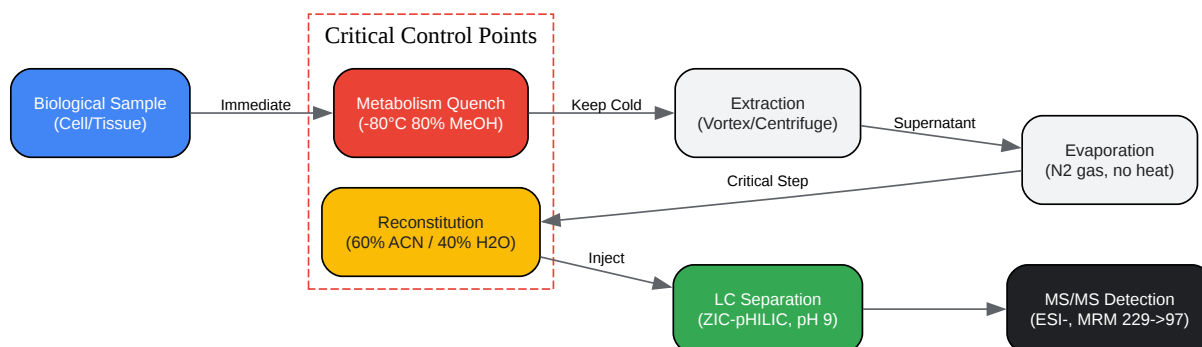 Critical Control Points
Biological Sample
(Cell/Tissue)
Immediate
Metabolism Quench
(-80°C 80% MeOH)
Keep Cold
Extraction
(Vortex/Centrifuge)
Supernatant
Evaporation
(N2 gas, no heat)
Critical Step
Reconstitution
(60% ACN / 40% H2O)
Inject
LC Separation
(ZIC-pHILIC, pH 9)
MS/MS Detection
(ESI-, MRM 229->97)